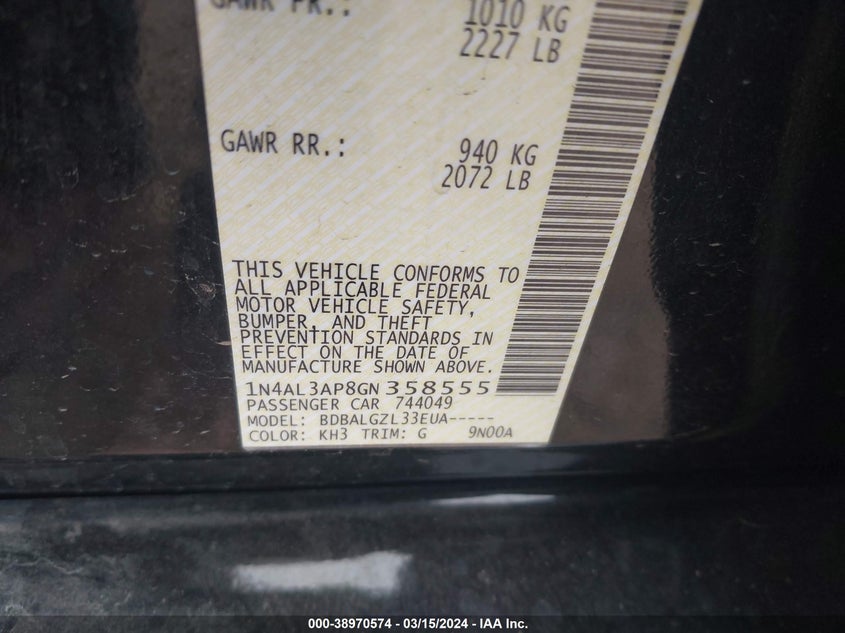 GAWR FR.: 1010 KG
2227 LB
GAWR RR.: 940 KG
2072 LB
THIS VEHICLE CONFORMS TO
ALL APPLICABLE FEDERAL
MOTOR VEHICLE SAFETY,
BUMPER, AND THEFT
PREVENTION STANDARDS IN
EFFECT ON THE DATE OF
MANUFACTURE SHOWN ABOVE.
1N4AL3AP8GN358555
PASSENGER CAR 744049
MODEL: BDBALGZL33EUA-----
COLOR: KH3 TRIM: G 9N00A
000-38970574 - 03/15/2024 - IAA Inc.